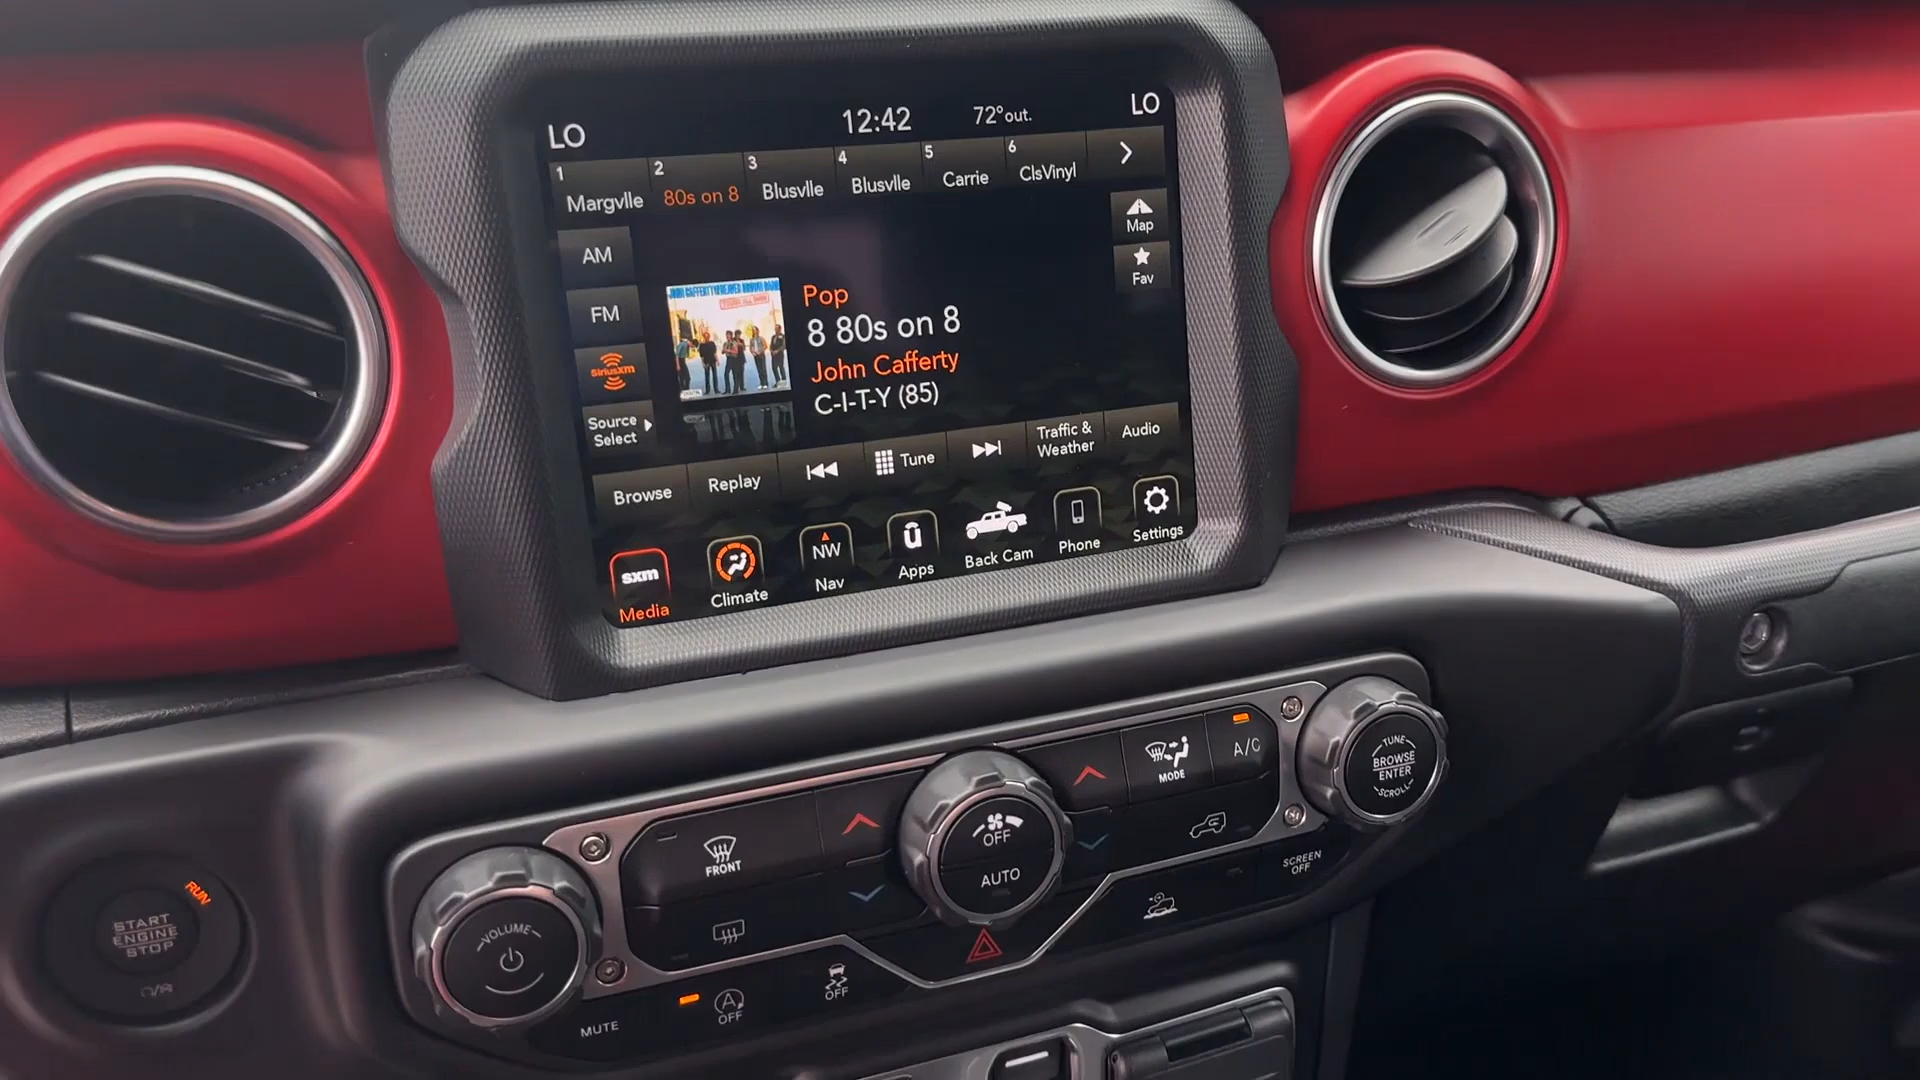 LO
12:42
72°out.
LO
1 Margvlle
2 80s on 8
3 Blusvlle
4 Blusvlle
5 Carrie
6 ClsVinyl
AM
FM
SiriusXM
Source
Select
Map
Fav
Pop
8 80s on 8
John Cafferty
C-I-T-Y (85)
Browse
Replay
Tune
Traffic &
Weather
Audio
sxm
Media
Climate
NW
Nav
û
Apps
Back Cam
Phone
Settings
FRONT
OFF
AUTO
MODE
A/C
TUNE
BROWSE
ENTER
SCROLL
SCREEN
OFF
VOLUME
MUTE
A
OFF
OFF
RUN
START
ENGINE
STOP